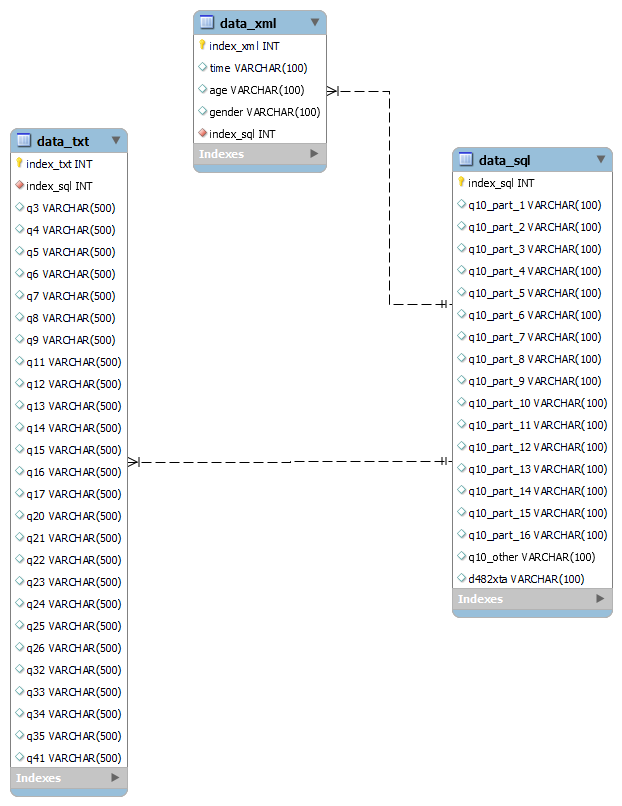 data_xml
index_xml INT
time VARCHAR(100)
age VARCHAR(100)
gender VARCHAR(100)
index_sql INT
Indexes
data_txt
index_txt INT
index_sql INT
q3 VARCHAR(500)
q4 VARCHAR(500)
q5 VARCHAR(500)
q6 VARCHAR(500)
q7 VARCHAR(500)
q8 VARCHAR(500)
q9 VARCHAR(500)
q11 VARCHAR(500)
q12 VARCHAR(500)
q13 VARCHAR(500)
q14 VARCHAR(500)
q15 VARCHAR(500)
q16 VARCHAR(500)
q17 VARCHAR(500)
q20 VARCHAR(500)
q21 VARCHAR(500)
q22 VARCHAR(500)
q23 VARCHAR(500)
q24 VARCHAR(500)
q25 VARCHAR(500)
q26 VARCHAR(500)
q32 VARCHAR(500)
q33 VARCHAR(500)
q34 VARCHAR(500)
q35 VARCHAR(500)
q41 VARCHAR(500)
Indexes
data_sql
index_sql INT
q10_part_1 VARCHAR(100)
q10_part_2 VARCHAR(100)
q10_part_3 VARCHAR(100)
q10_part_4 VARCHAR(100)
q10_part_5 VARCHAR(100)
q10_part_6 VARCHAR(100)
q10_part_7 VARCHAR(100)
q10_part_8 VARCHAR(100)
q10_part_9 VARCHAR(100)
q10_part_10 VARCHAR(100)
q10_part_11 VARCHAR(100)
q10_part_12 VARCHAR(100)
q10_part_13 VARCHAR(100)
q10_part_14 VARCHAR(100)
q10_part_15 VARCHAR(100)
q10_part_16 VARCHAR(100)
q10_other VARCHAR(100)
d482xta VARCHAR(100)
Indexes